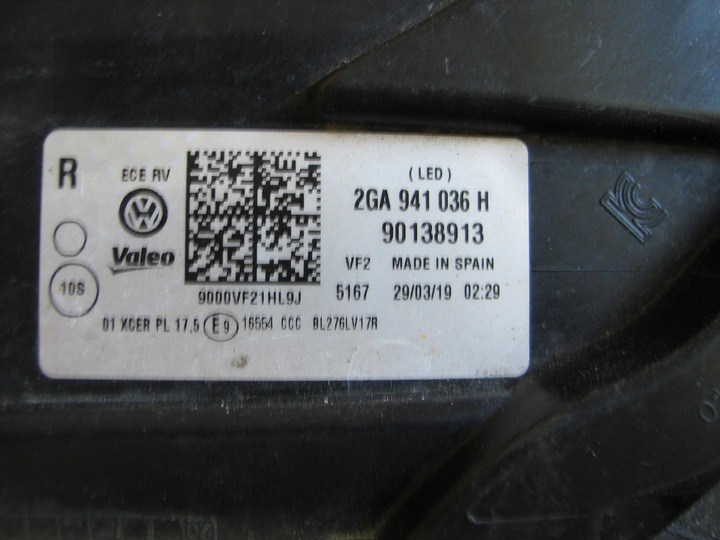 R
ECE RV
Valeo
10S
9000VF21HL9J
(LED)
2GA 941 036 H
90138913
VF2 MADE IN SPAIN
5167 29/03/19 02:29
01 XCER PL 17,5 E9 16554 CCC BL276LV17R